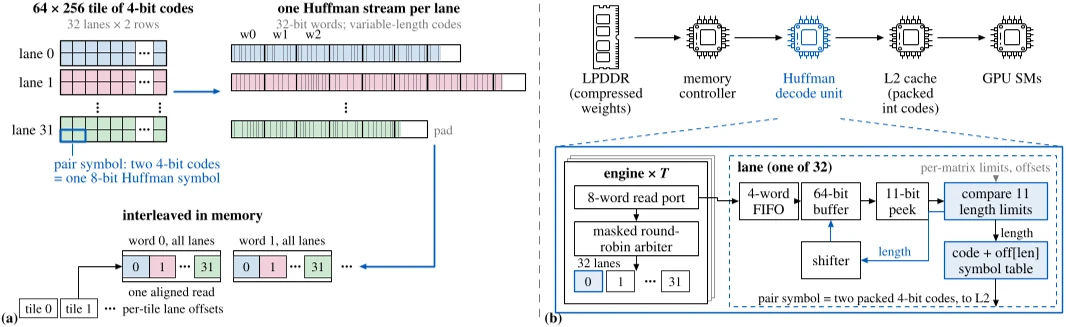 64 × 256 tile of 4-bit codes
32 lanes × 2 rows
lane 0
lane 1
lane 31
pair symbol: two 4-bit codes
= one 8-bit Huffman symbol
one Huffman stream per lane
32-bit words; variable-length codes
w0 w1 w2
pad
interleaved in memory
word 0, all lanes
word 1, all lanes
0 1 ··· 31
0 1 ··· 31 ···
one aligned read
tile 0 tile 1 ··· per-tile lane offsets
(a)
LPDDR
(compressed
weights)
memory
controller
Huffman
decode unit
L2 cache
(packed
int codes)
GPU SMs
engine × T
8-word read port
masked round-
robin arbiter
32 lanes
0 1 ··· 31
lane (one of 32)
per-matrix limits, offsets
4-word
FIFO
64-bit
buffer
11-bit
peek
compare 11
length limits
length
shifter
length
code + off[len]
symbol table
pair symbol = two packed 4-bit codes, to L2
(b)